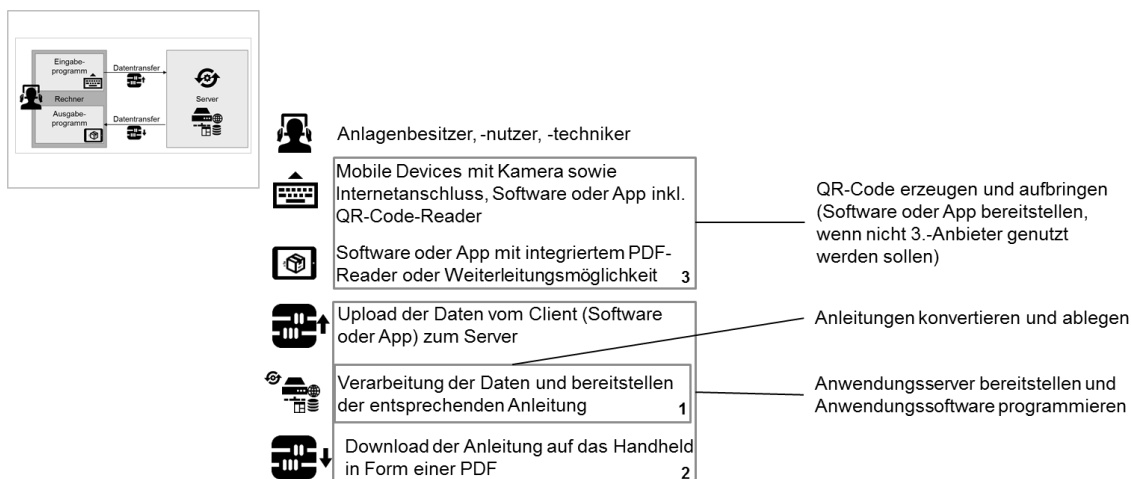 Eingabe-
programm
Datentransfer
Rechner
Server
Ausgabe-
programm
Datentransfer
Anlagenbesitzer, -nutzer, -techniker
Mobile Devices mit Kamera sowie
Internetanschluss, Software oder App inkl.
QR-Code-Reader
Software oder App mit integriertem PDF-
Reader oder Weiterleitungsmöglichkeit 3
QR-Code erzeugen und aufbringen
(Software oder App bereitstellen,
wenn nicht 3.-Anbieter genutzt
werden sollen)
Upload der Daten vom Client (Software
oder App) zum Server
Anleitungen konvertieren und ablegen
Verarbeitung der Daten und bereitstellen
der entsprechenden Anleitung 1
Anwendungsserver bereitstellen und
Anwendungssoftware programmieren
Download der Anleitung auf das Handheld
in Form einer PDF 2